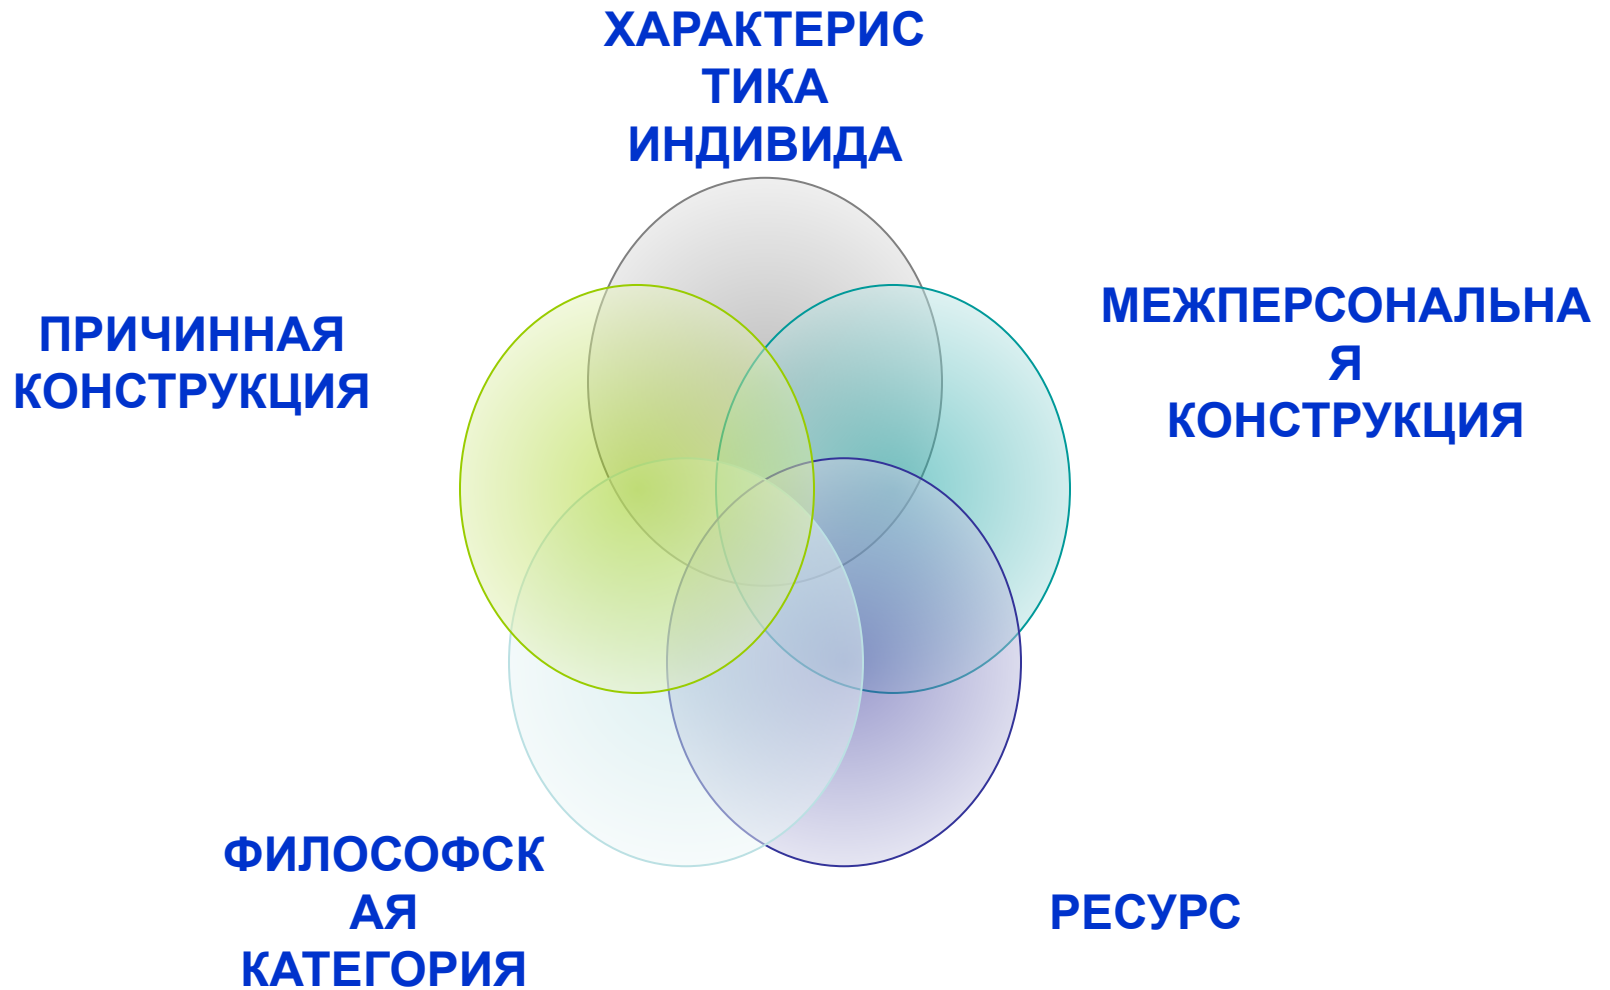 ХАРАКТЕРИС
ТИКА
ИНДИВИДА
ПРИЧИННАЯ
КОНСТРУКЦИЯ
МЕЖПЕРСОНАЛЬНА
Я
КОНСТРУКЦИЯ
ФИЛОСОФСК
АЯ
КАТЕГОРИЯ
РЕСУРС